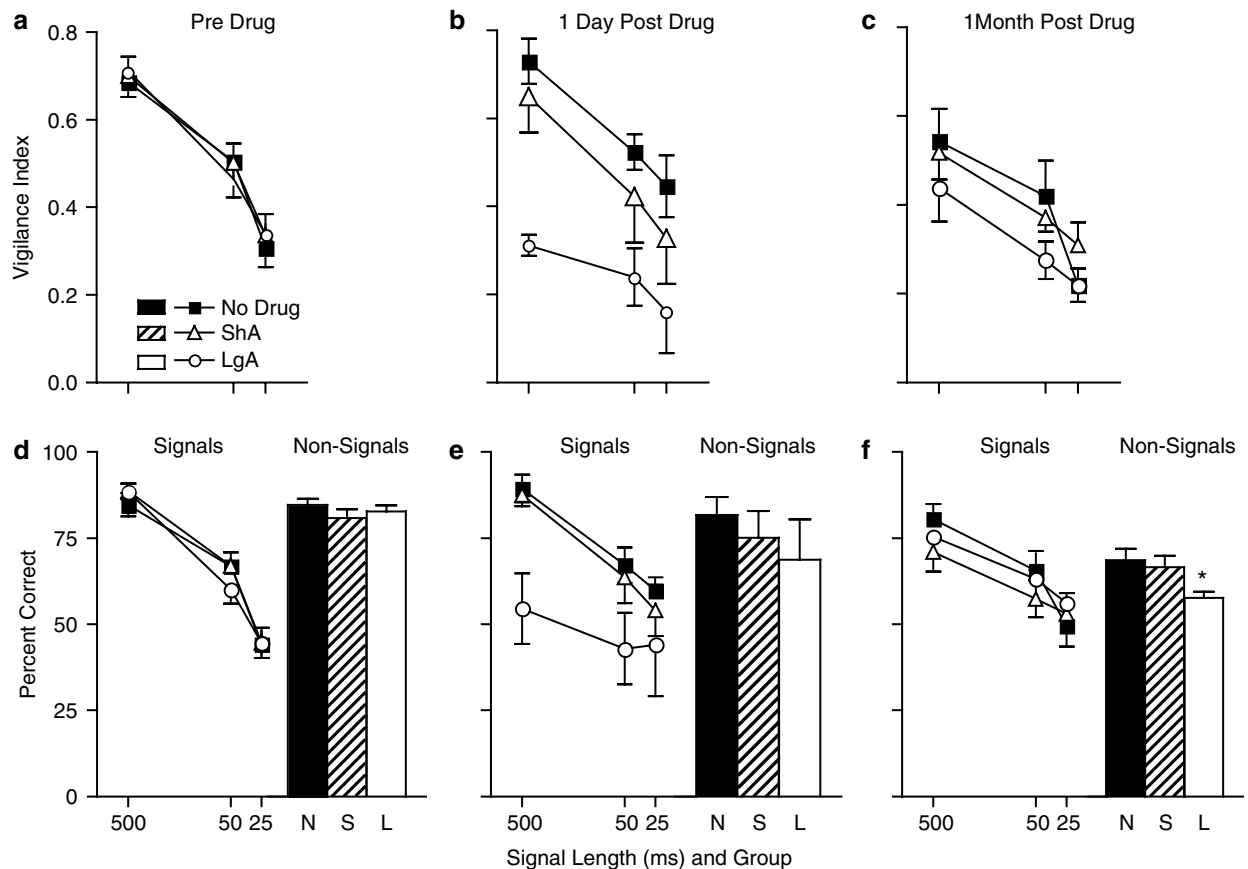 a Pre Drug
b 1 Day Post Drug
c 1Month Post Drug
0.8
0.6
0.4
0.2
0.0
Vigilance Index
No Drug
ShA
LgA
d Signals Non-Signals
e Signals Non-Signals
f Signals Non-Signals
100
75
50
25
0
Percent Correct
*
500 50 25 N S L
500 50 25 N S L
500 50 25 N S L
Signal Length (ms) and Group